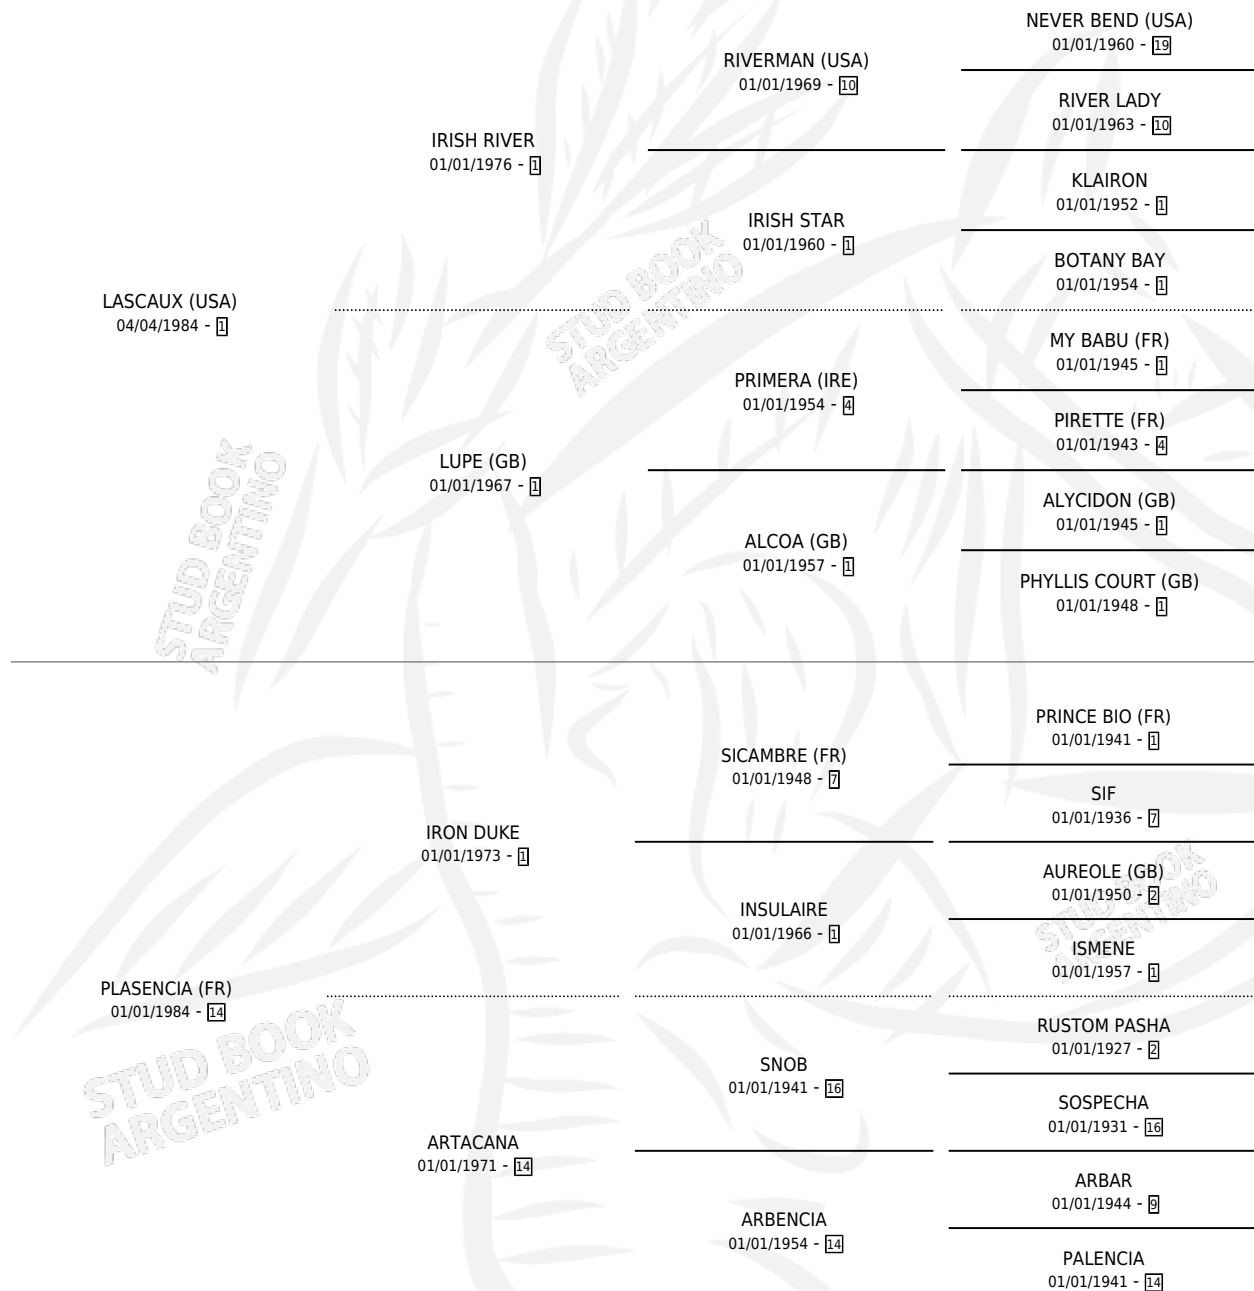 NEVER BEND (USA)
01/01/1960 - 19
RIVERMAN (USA)
01/01/1969 - 10
RIVER LADY
01/01/1963 - 10
IRISH RIVER
01/01/1976 - 1
KLAIRON
01/01/1952 - 1
IRISH STAR
01/01/1960 - 1
BOTANY BAY
01/01/1954 - 1
LASCAUX (USA)
04/04/1984 - 1
MY BABU (FR)
01/01/1945 - 1
PRIMERA (IRE)
01/01/1954 - 4
PIRETTE (FR)
01/01/1943 - 4
LUPE (GB)
01/01/1967 - 1
ALYCIDON (GB)
01/01/1945 - 1
ALCOA (GB)
01/01/1957 - 1
PHYLLIS COURT (GB)
01/01/1948 - 1
PRINCE BIO (FR)
01/01/1941 - 1
SICAMBRE (FR)
01/01/1948 - 7
SIF
01/01/1936 - 7
IRON DUKE
01/01/1973 - 1
AUREOLE (GB)
01/01/1950 - 2
INSULAIRE
01/01/1966 - 1
ISMENE
01/01/1957 - 1
PLASENCIA (FR)
01/01/1984 - 14
RUSTOM PASHA
01/01/1927 - 2
SNOB
01/01/1941 - 16
SOSPECHA
01/01/1931 - 16
ARTACANA
01/01/1971 - 14
ARBAR
01/01/1944 - 9
ARBENCIA
01/01/1954 - 14
PALENCIA
01/01/1941 - 14
STUD BOOK
ARGENTINO
STUD BOOK
ARGENTINO
STUD BOOK
ARGENTINO
STUD BOOK
ARGENTINO